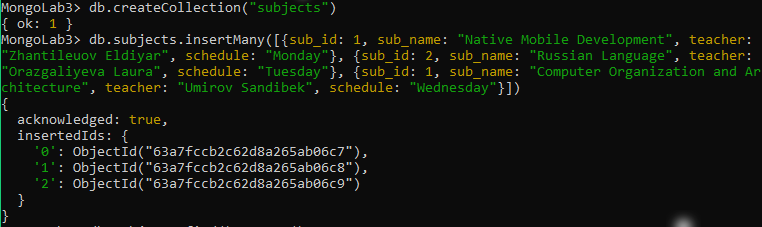 MongoLab3> db.createCollection("subjects")
{ ok: 1 }
MongoLab3> db.subjects.insertMany([{sub_id: 1, sub_name: "Native Mobile Development", teacher:
"Zhantileuov Eldiyar", schedule: "Monday"}, {sub_id: 2, sub_name: "Russian Language", teacher:
"Orazgaliyeva Laura", schedule: "Tuesday"}, {sub_id: 1, sub_name: "Computer Organization and Ar
chitecture", teacher: "Umirov Sandibek", schedule: "Wednesday"}])
{
  acknowledged: true,
  insertedIds: {
    '0': ObjectId("63a7fccb2c62d8a265ab06c7"),
    '1': ObjectId("63a7fccb2c62d8a265ab06c8"),
    '2': ObjectId("63a7fccb2c62d8a265ab06c9")
  }
}